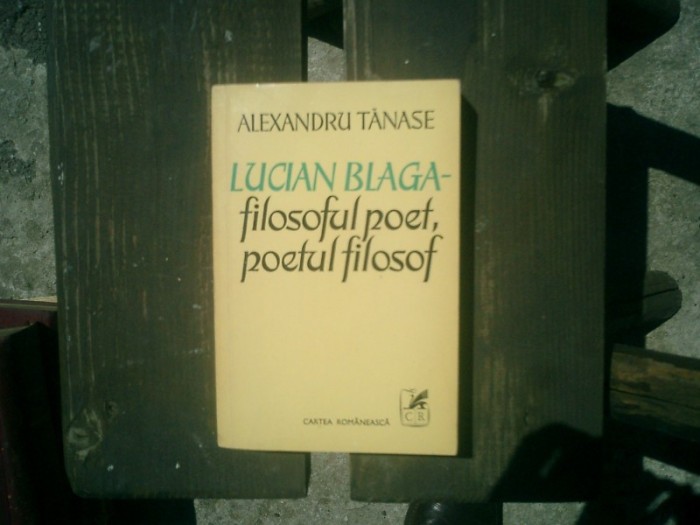 ALEXANDRU TĂNASE
LUCIAN BLAGA-
filosoful poet,
poetul filosof
CARTEA ROMÂNEASCĂ
C R